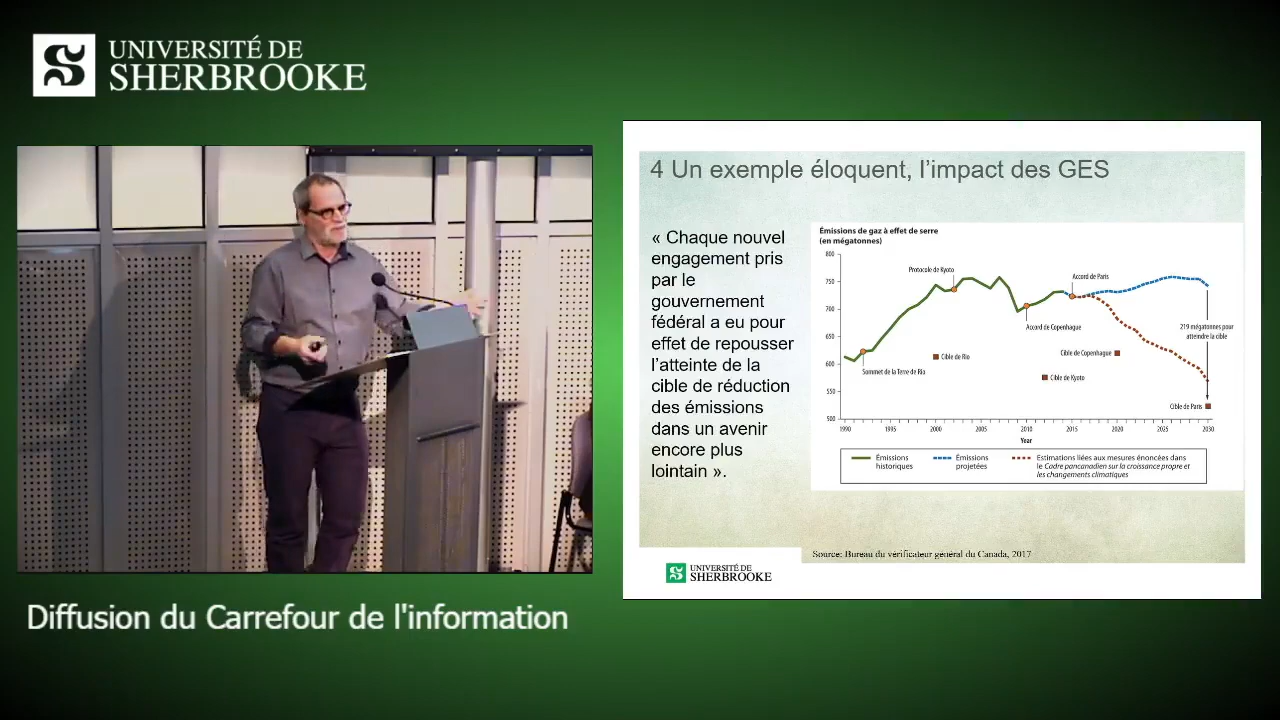 UNIVERSITÉ DE
SHERBROOKE
4 Un exemple éloquent, l'impact des GES
« Chaque nouvel
engagement pris
par le
gouvernement
fédéral a eu pour
effet de repousser
l'atteinte de la
cible de réduction
des émissions
dans un avenir
encore plus
lointain ».
Émissions de gaz à effet de serre
(en mégatonnes)
800
750
700
650
600
550
500
Protocole de Kyoto
Accord de Paris
Accord de Copenhague
219 mégatonnes pour
atteindre la cible
Cible de Rio
Cible de Copenhague
Sommet de la Terre de Rio
Cible de Kyoto
Cible de Paris
1990 1995 2000 2005 2010 2015 2020 2025 2030
Year
Émissions
historiques
Émissions
projetées
Estimations liées aux mesures énoncées dans
le Cadre pancanadien sur la croissance propre et
les changements climatiques
Source: Bureau du vérificateur général du Canada, 2017
UNIVERSITÉ DE
SHERBROOKE
Diffusion du Carrefour de l'information